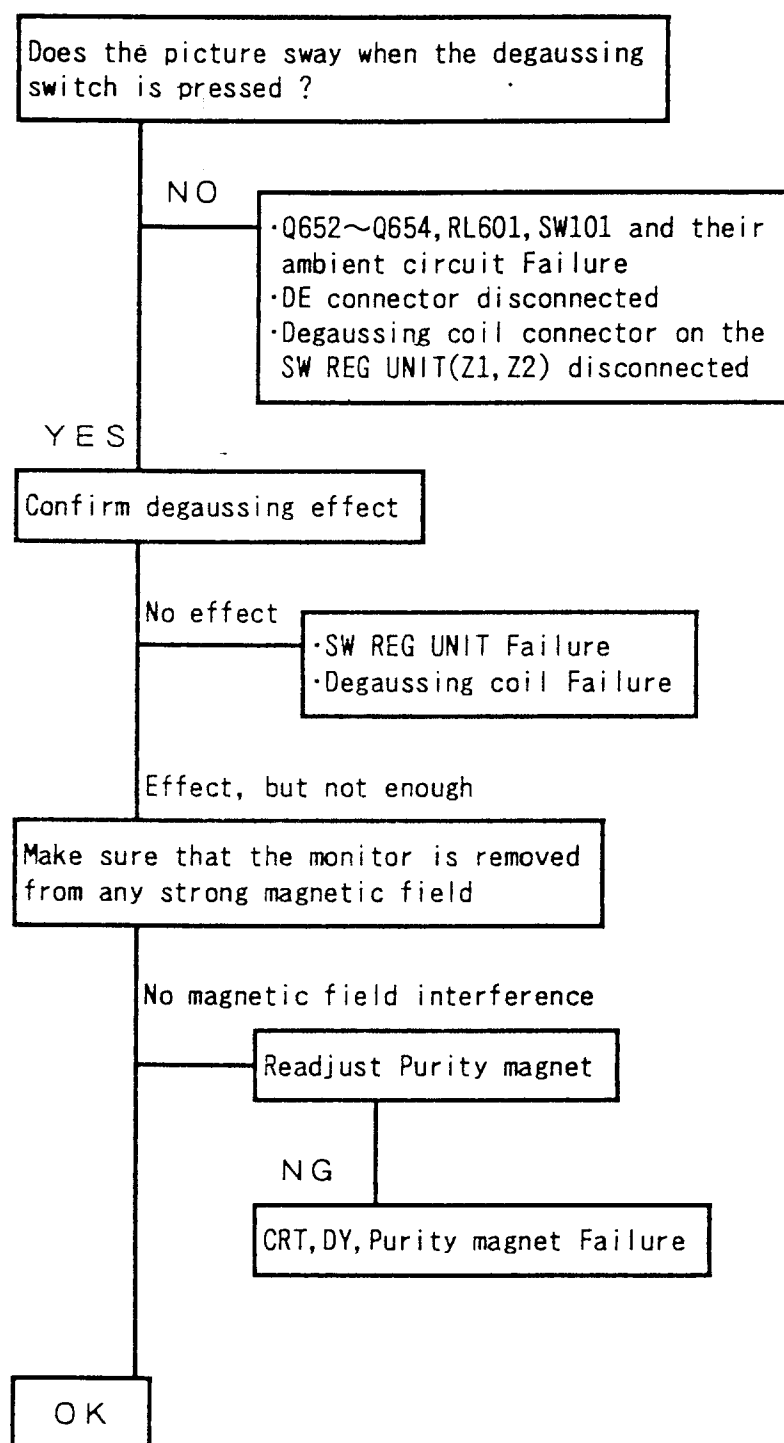 Does the picture sway when the degaussing
switch is pressed ?
NO
·Q652～Q654,RL601,SW101 and their
ambient circuit Failure
·DE connector disconnected
·Degaussing coil connector on the
SW REG UNIT(Z1,Z2) disconnected
YES
Confirm degaussing effect
No effect
·SW REG UNIT Failure
·Degaussing coil Failure
Effect, but not enough
Make sure that the monitor is removed
from any strong magnetic field
No magnetic field interference
Readjust Purity magnet
NG
CRT,DY,Purity magnet Failure
OK